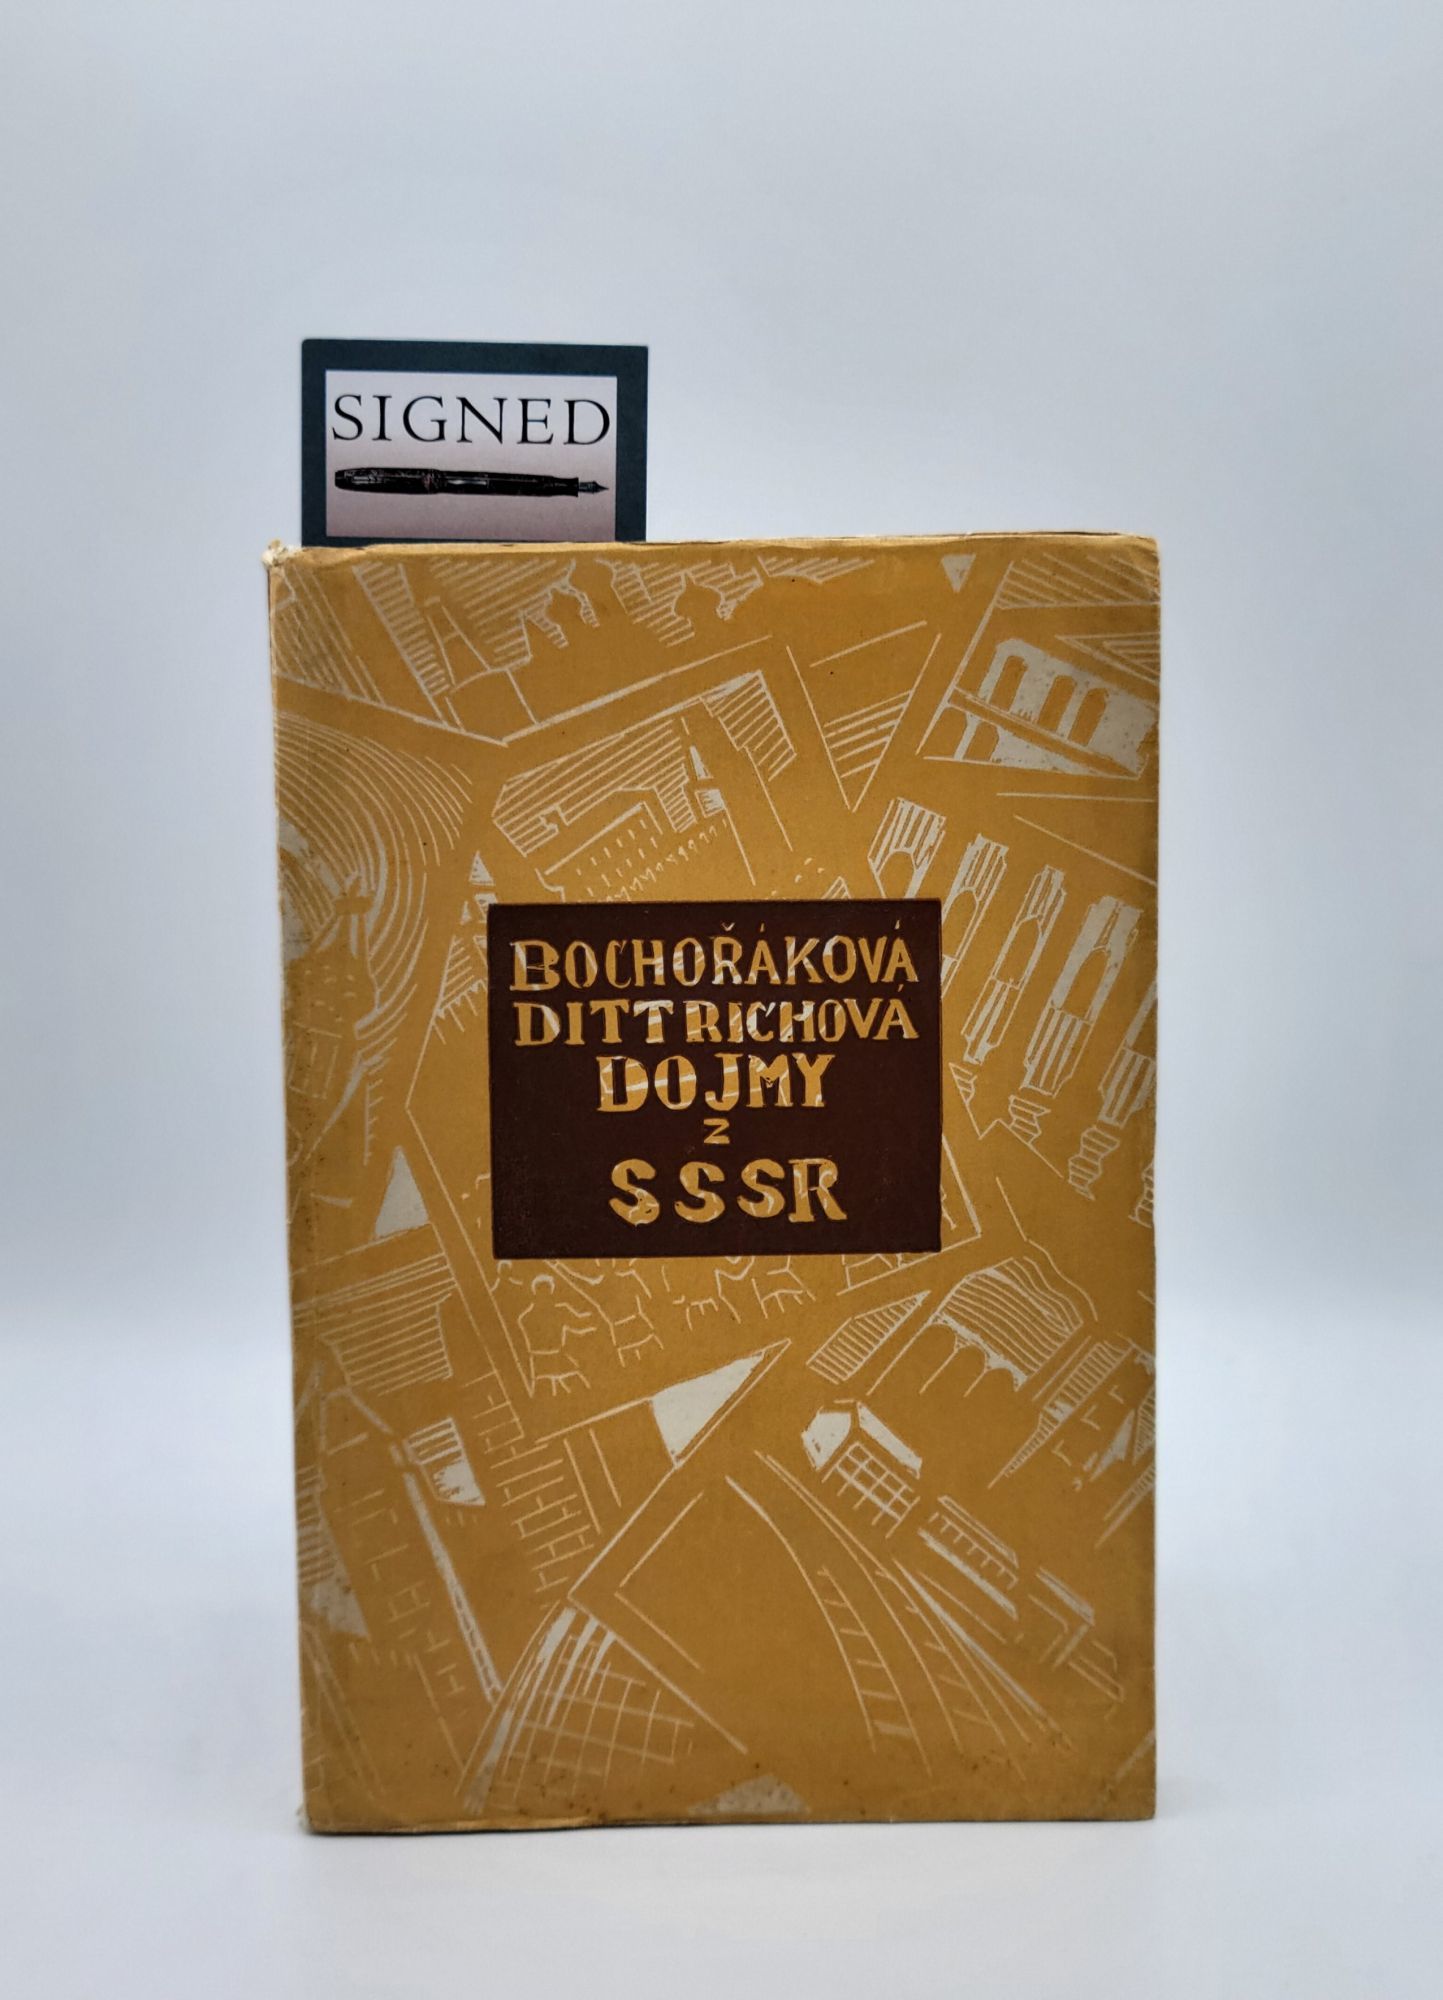 SIGNED
BOCHOŘÁKOVÁ
DITTRICHOVÁ
DOJMY
Z
SSSR